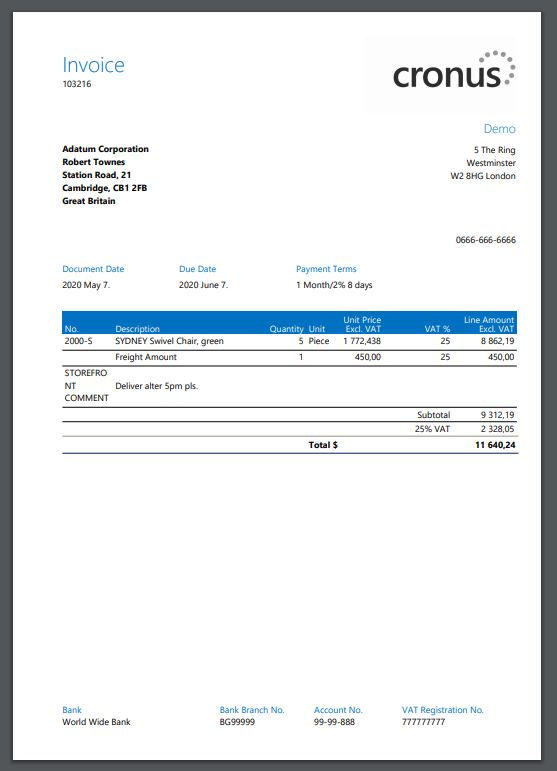 Invoice
103216
cronus
Demo
Adatum Corporation
Robert Townes
Station Road, 21
Cambridge, CB1 2FB
Great Britain
5 The Ring
Westminster
W2 8HG London
0666-666-6666
Document Date Due Date Payment Terms
2020 May 7. 2020 June 7. 1 Month/2% 8 days
No. Description Quantity Unit Unit Price Excl. VAT VAT % Line Amount Excl. VAT
2000-S SYDNEY Swivel Chair, green 5 Piece 1 772,438 25 8 862,19
Freight Amount 1 450,00 25 450,00
STOREFRO
NT Deliver alter 5pm pls.
COMMENT
Subtotal 9 312,19
25% VAT 2 328,05
Total $ 11 640,24
Bank Bank Branch No. Account No. VAT Registration No.
World Wide Bank BG99999 99-99-888 777777777